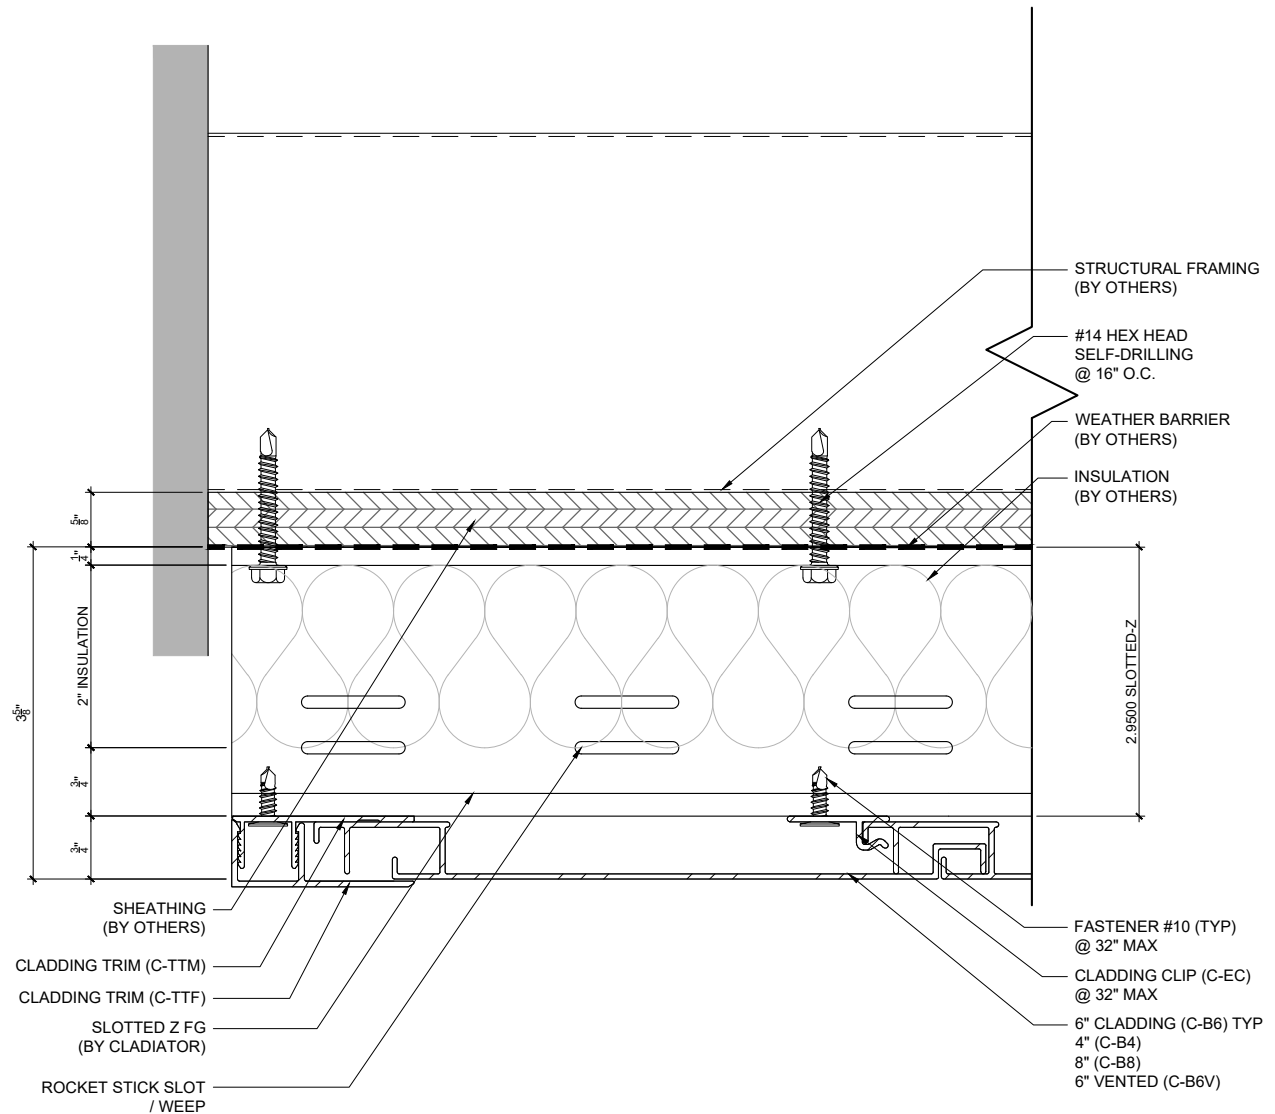 STRUCTURAL FRAMING
(BY OTHERS)
#14 HEX HEAD
SELF-DRILLING
@ 16" O.C.
WEATHER BARRIER
(BY OTHERS)
INSULATION
(BY OTHERS)
5/8"
1/4"
2" INSULATION
3 5/8"
3/4"
3/4"
2.9500 SLOTTED-Z
SHEATHING
(BY OTHERS)
CLADDING TRIM (C-TTM)
CLADDING TRIM (C-TTF)
SLOTTED Z FG
(BY CLADIATOR)
ROCKET STICK SLOT
/ WEEP
FASTENER #10 (TYP)
@ 32" MAX
CLADDING CLIP (C-EC)
@ 32" MAX
6" CLADDING (C-B6) TYP
4" (C-B4)
8" (C-B8)
6" VENTED (C-B6V)